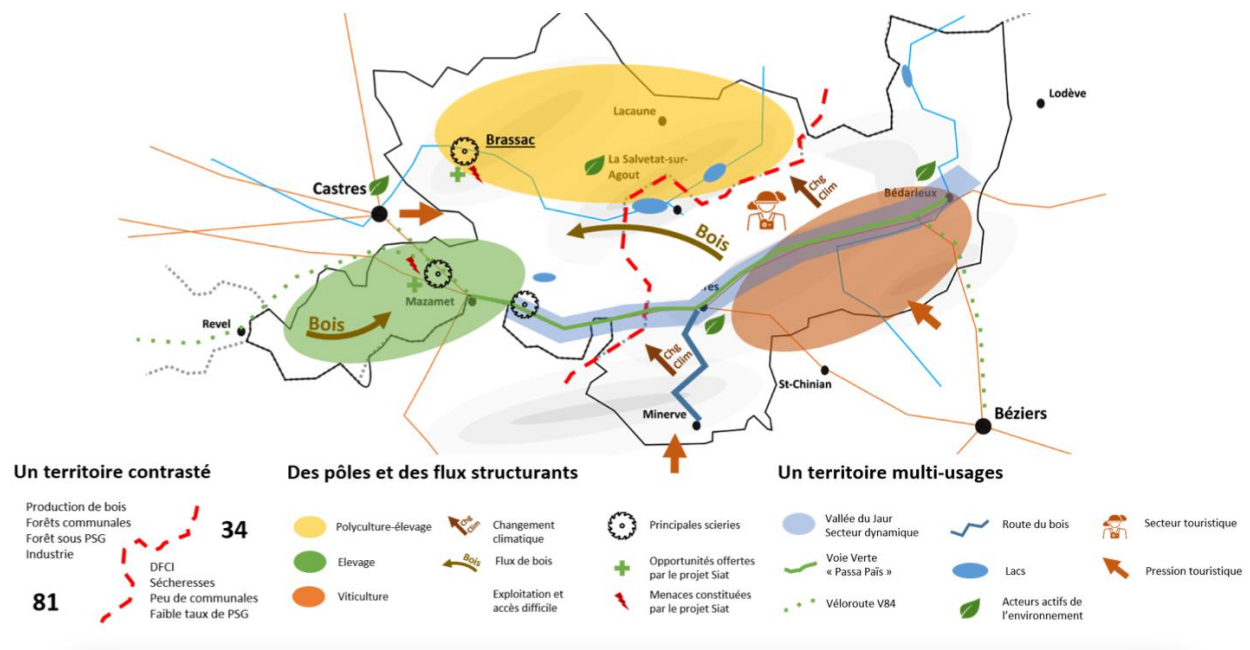 Lodève
Lacaune
Brassac
La Salvetat-sur-
Agout
Chg
Clim
Castres
Bédarieux
Bois
Mazamet
Revel
Bois
res
Chg
Clim
St-Chinian
Minerve
Béziers
Un territoire contrasté
Production de bois
Forêts communales
Forêt sous PSG
Industrie
34
DFCI
Sécheresses
Peu de communales
Faible taux de PSG
81
Des pôles et des flux structurants
Polyculture-élevage
Elevage
Viticulture
Chg
Clim
Changement
climatique
Bois
Flux de bois
Exploitation et
accès difficile
Principales scieries
Opportunités offertes
par le projet Siat
Menaces constituées
par le projet Siat
Un territoire multi-usages
Vallée du Jaur
Secteur dynamique
Voie Verte
« Passa Païs »
Véloroute V84
Route du bois
Lacs
Acteurs actifs de
l'environnement
Secteur touristique
Pression touristique